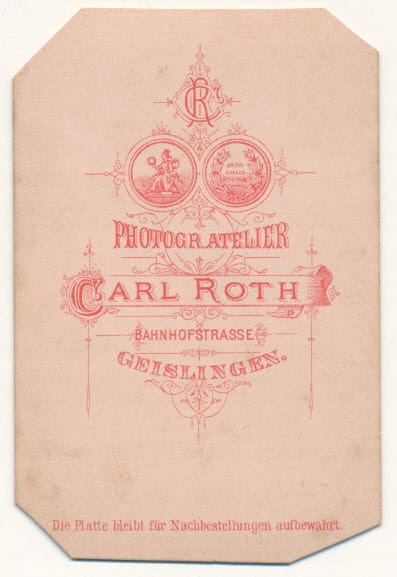 CR
PHOTOGR. ATELIER
CARL ROTH
BAHNHOFSTRASSE
GEISLINGEN.
Die Platte bleibt für Nachbestellungen aufbewahrt.